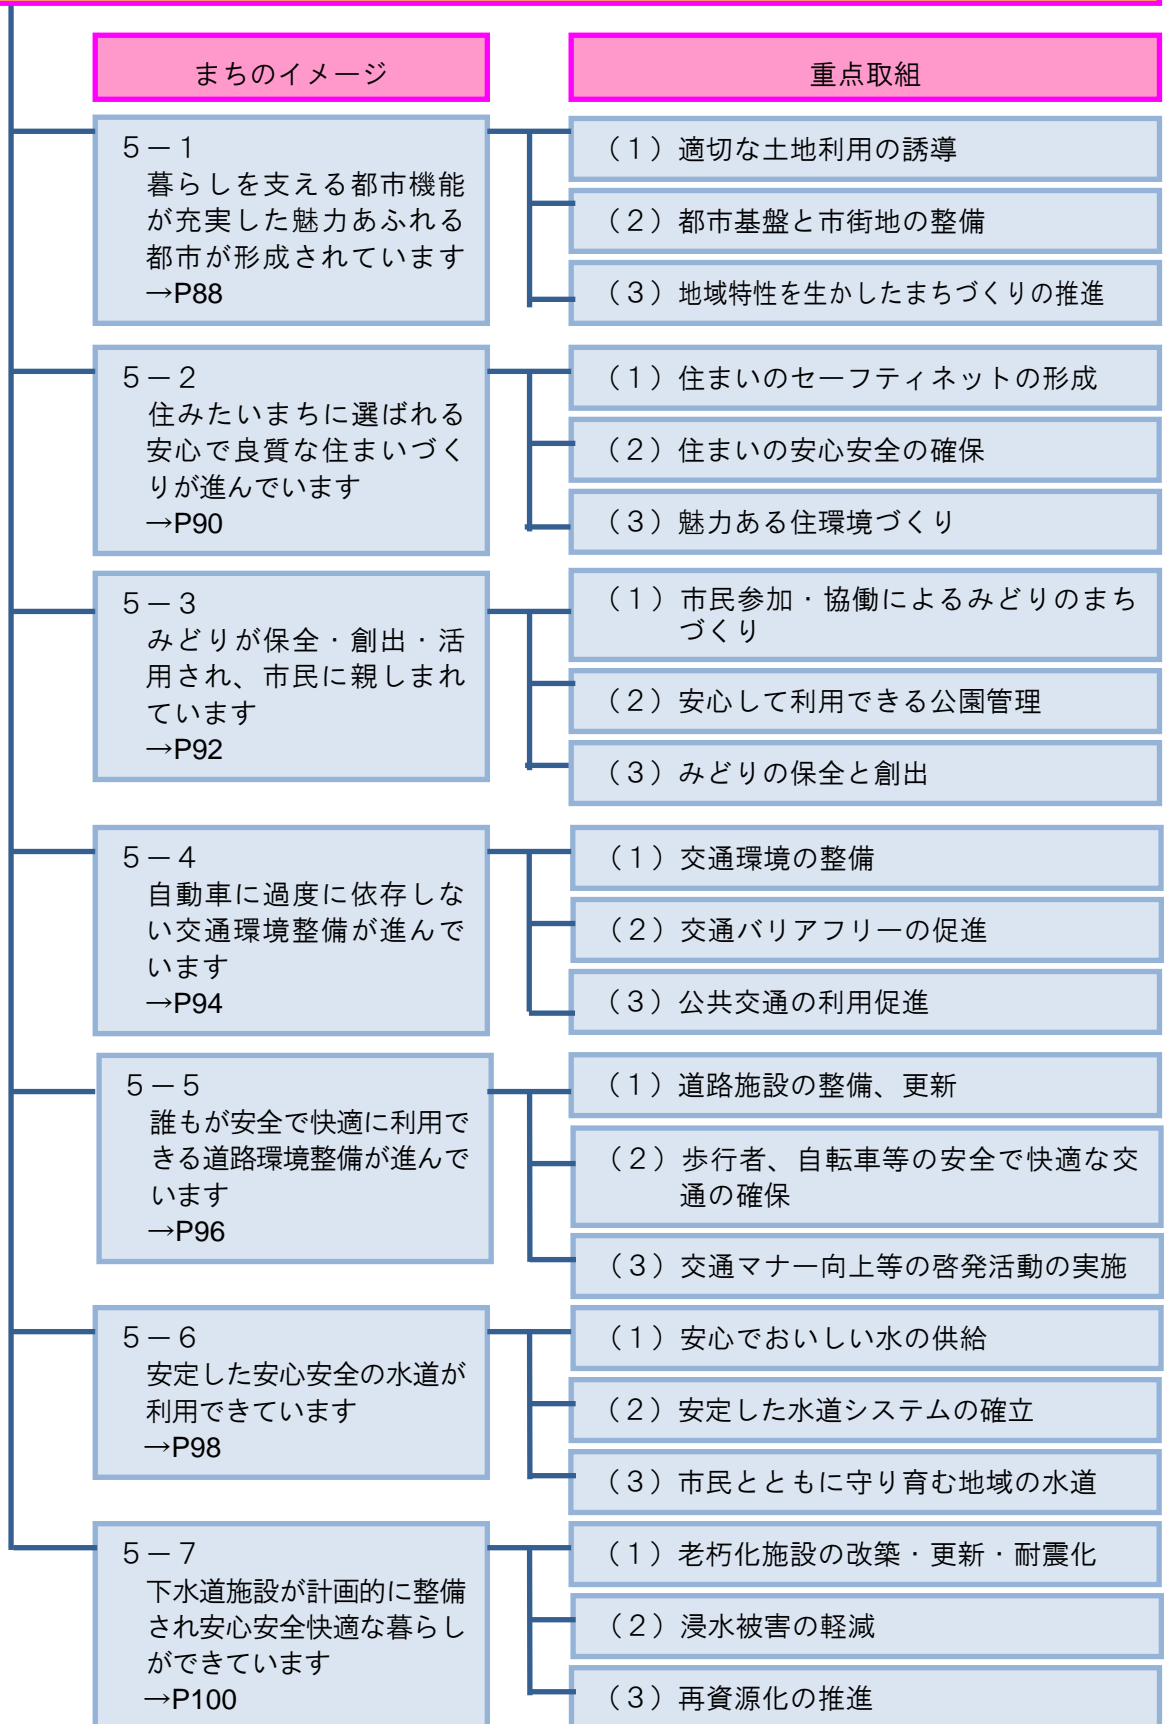 まちのイメージ
重点取組
５－１
暮らしを支える都市機能
が充実した魅力あふれる
都市が形成されています
→P88
（１）適切な土地利用の誘導
（２）都市基盤と市街地の整備
（３）地域特性を生かしたまちづくりの推進
５－２
住みたいまちに選ばれる
安心で良質な住まいづく
りが進んでいます
→P90
（１）住まいのセーフティネットの形成
（２）住まいの安心安全の確保
（３）魅力ある住環境づくり
５－３
みどりが保全・創出・活
用され、市民に親しまれ
ています
→P92
（１）市民参加・協働によるみどりのまち
づくり
（２）安心して利用できる公園管理
（３）みどりの保全と創出
５－４
自動車に過度に依存しな
い交通環境整備が進んで
います
→P94
（１）交通環境の整備
（２）交通バリアフリーの促進
（３）公共交通の利用促進
５－５
誰もが安全で快適に利用で
きる道路環境整備が進んで
います
→P96
（１）道路施設の整備、更新
（２）歩行者、自転車等の安全で快適な交
通の確保
（３）交通マナー向上等の啓発活動の実施
５－６
安定した安心安全の水道が
利用できています
→P98
（１）安心でおいしい水の供給
（２）安定した水道システムの確立
（３）市民とともに守り育む地域の水道
５－７
下水道施設が計画的に整備
され安心安全快適な暮らし
ができています
→P100
（１）老朽化施設の改築・更新・耐震化
（２）浸水被害の軽減
（３）再資源化の推進